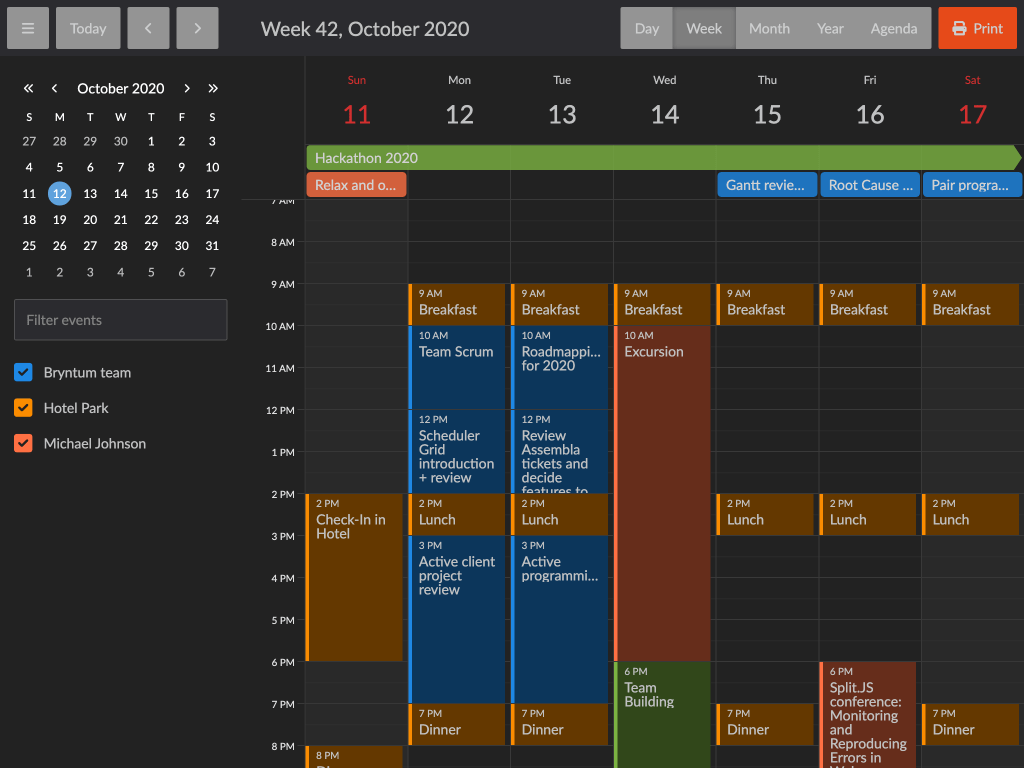 Today
Week 42, October 2020
Day Week Month Year Agenda Print
October 2020
S M T W T F S
27 28 29 30 1 2 3
4 5 6 7 8 9 10
11 12 13 14 15 16 17
18 19 20 21 22 23 24
25 26 27 28 29 30 31
1 2 3 4 5 6 7
Filter events
Bryntum team
Hotel Park
Michael Johnson
Sun Mon Tue Wed Thu Fri Sat
11 12 13 14 15 16 17
Hackathon 2020
Relax and o... Gantt revie... Root Cause ... Pair progra...
7 AM
8 AM
9 AM
10 AM
11 AM
12 PM
1 PM
2 PM
3 PM
4 PM
5 PM
6 PM
7 PM
8 PM
2 PM
Check-In in
Hotel
8 PM
9 AM
Breakfast
10 AM
Team Scrum
12 PM
Scheduler
Grid
introduction
+ review
2 PM
Lunch
3 PM
Active client
project
review
7 PM
Dinner
9 AM
Breakfast
10 AM
Roadmappi...
for 2020
12 PM
Review
Assembla
tickets and
decide
features to
2 PM
Lunch
3 PM
Active
programmi...
7 PM
Dinner
9 AM
Breakfast
10 AM
Excursion
6 PM
Team
Building
9 AM
Breakfast
2 PM
Lunch
7 PM
Dinner
9 AM
Breakfast
2 PM
Lunch
6 PM
Split.JS
conference:
Monitoring
and
Reproducing
Errors in
9 AM
Breakfast
2 PM
Lunch
7 PM
Dinner